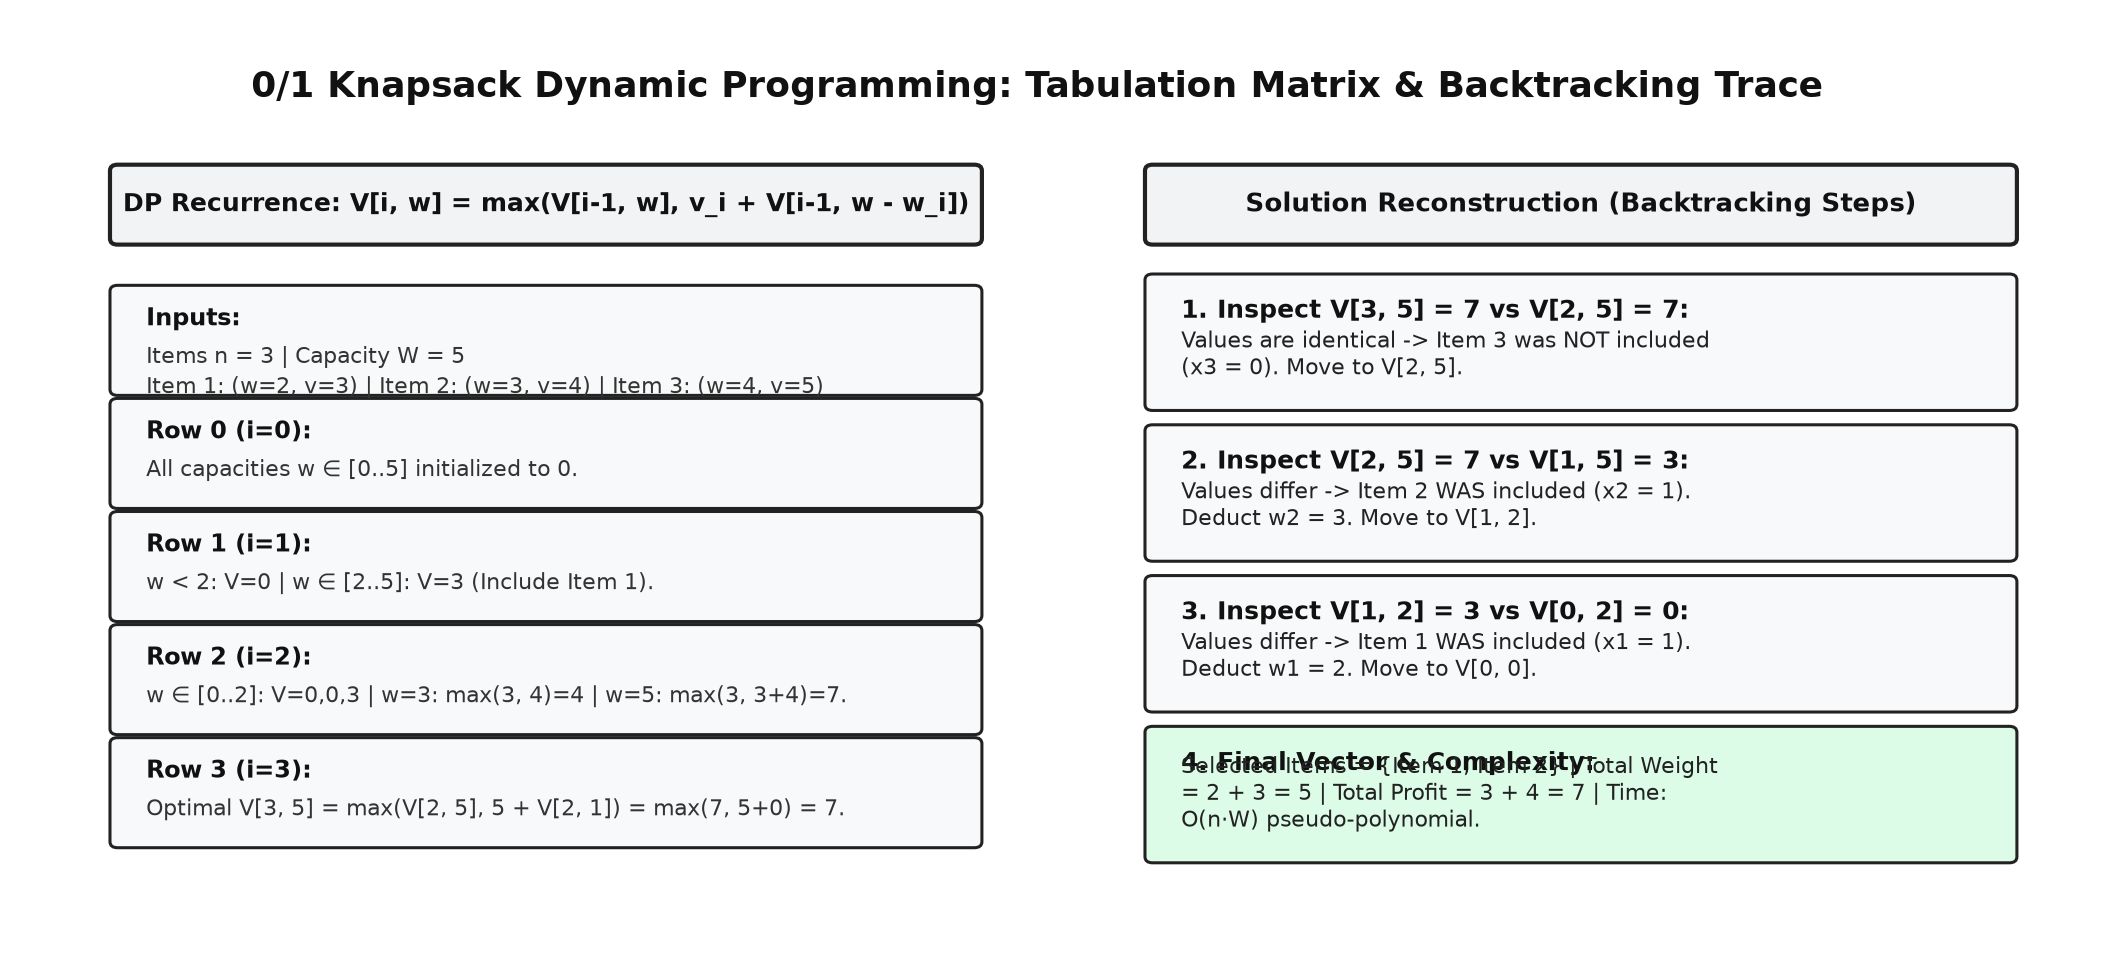 0/1 Knapsack Dynamic Programming: Tabulation Matrix & Backtracking Trace
DP Recurrence: V[i, w] = max(V[i-1, w], v_i + V[i-1, w - w_i])
Inputs:
Items n = 3 | Capacity W = 5
Item 1: (w=2, v=3) | Item 2: (w=3, v=4) | Item 3: (w=4, v=5)
Row 0 (i=0):
All capacities w ∈ [0..5] initialized to 0.
Row 1 (i=1):
w < 2: V=0 | w ∈ [2..5]: V=3 (Include Item 1).
Row 2 (i=2):
w ∈ [0..2]: V=0,0,3 | w=3: max(3, 4)=4 | w=5: max(3, 3+4)=7.
Row 3 (i=3):
Optimal V[3, 5] = max(V[2, 5], 5 + V[2, 1]) = max(7, 5+0) = 7.
Solution Reconstruction (Backtracking Steps)
1. Inspect V[3, 5] = 7 vs V[2, 5] = 7:
Values are identical -> Item 3 was NOT included
(x3 = 0). Move to V[2, 5].
2. Inspect V[2, 5] = 7 vs V[1, 5] = 3:
Values differ -> Item 2 WAS included (x2 = 1).
Deduct w2 = 3. Move to V[1, 2].
3. Inspect V[1, 2] = 3 vs V[0, 2] = 0:
Values differ -> Item 1 WAS included (x1 = 1).
Deduct w1 = 2. Move to V[0, 0].
4. Final Vector & Complexity:
Selected Items = {Item 1, Item 2} | Total Weight
= 2 + 3 = 5 | Total Profit = 3 + 4 = 7 | Time:
O(n·W) pseudo-polynomial.